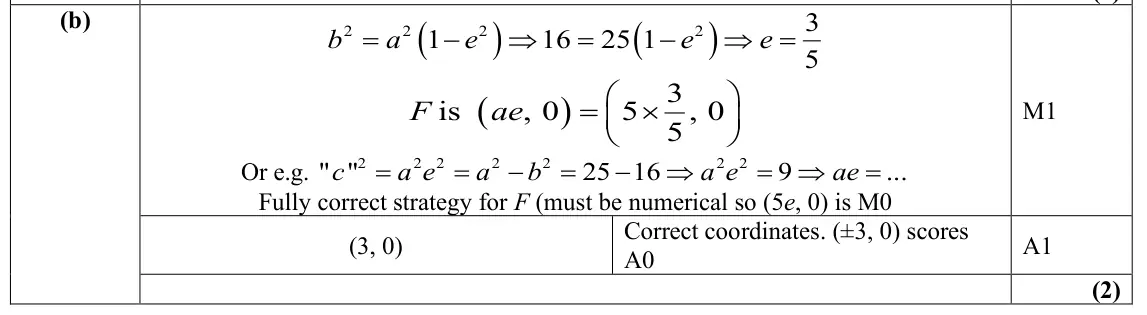 (b)
b² = a²(1 − e²) ⇒ 16 = 25(1 − e²) ⇒ e = 3/5
F is (ae, 0) = (5 × 3/5, 0)
Or e.g. "c"² = a²e² = a² − b² = 25 − 16 ⇒ a²e² = 9 ⇒ ae = ...
Fully correct strategy for F (must be numerical so (5e, 0) is M0
M1
(3, 0)
Correct coordinates. (±3, 0) scores
A0
A1
(2)